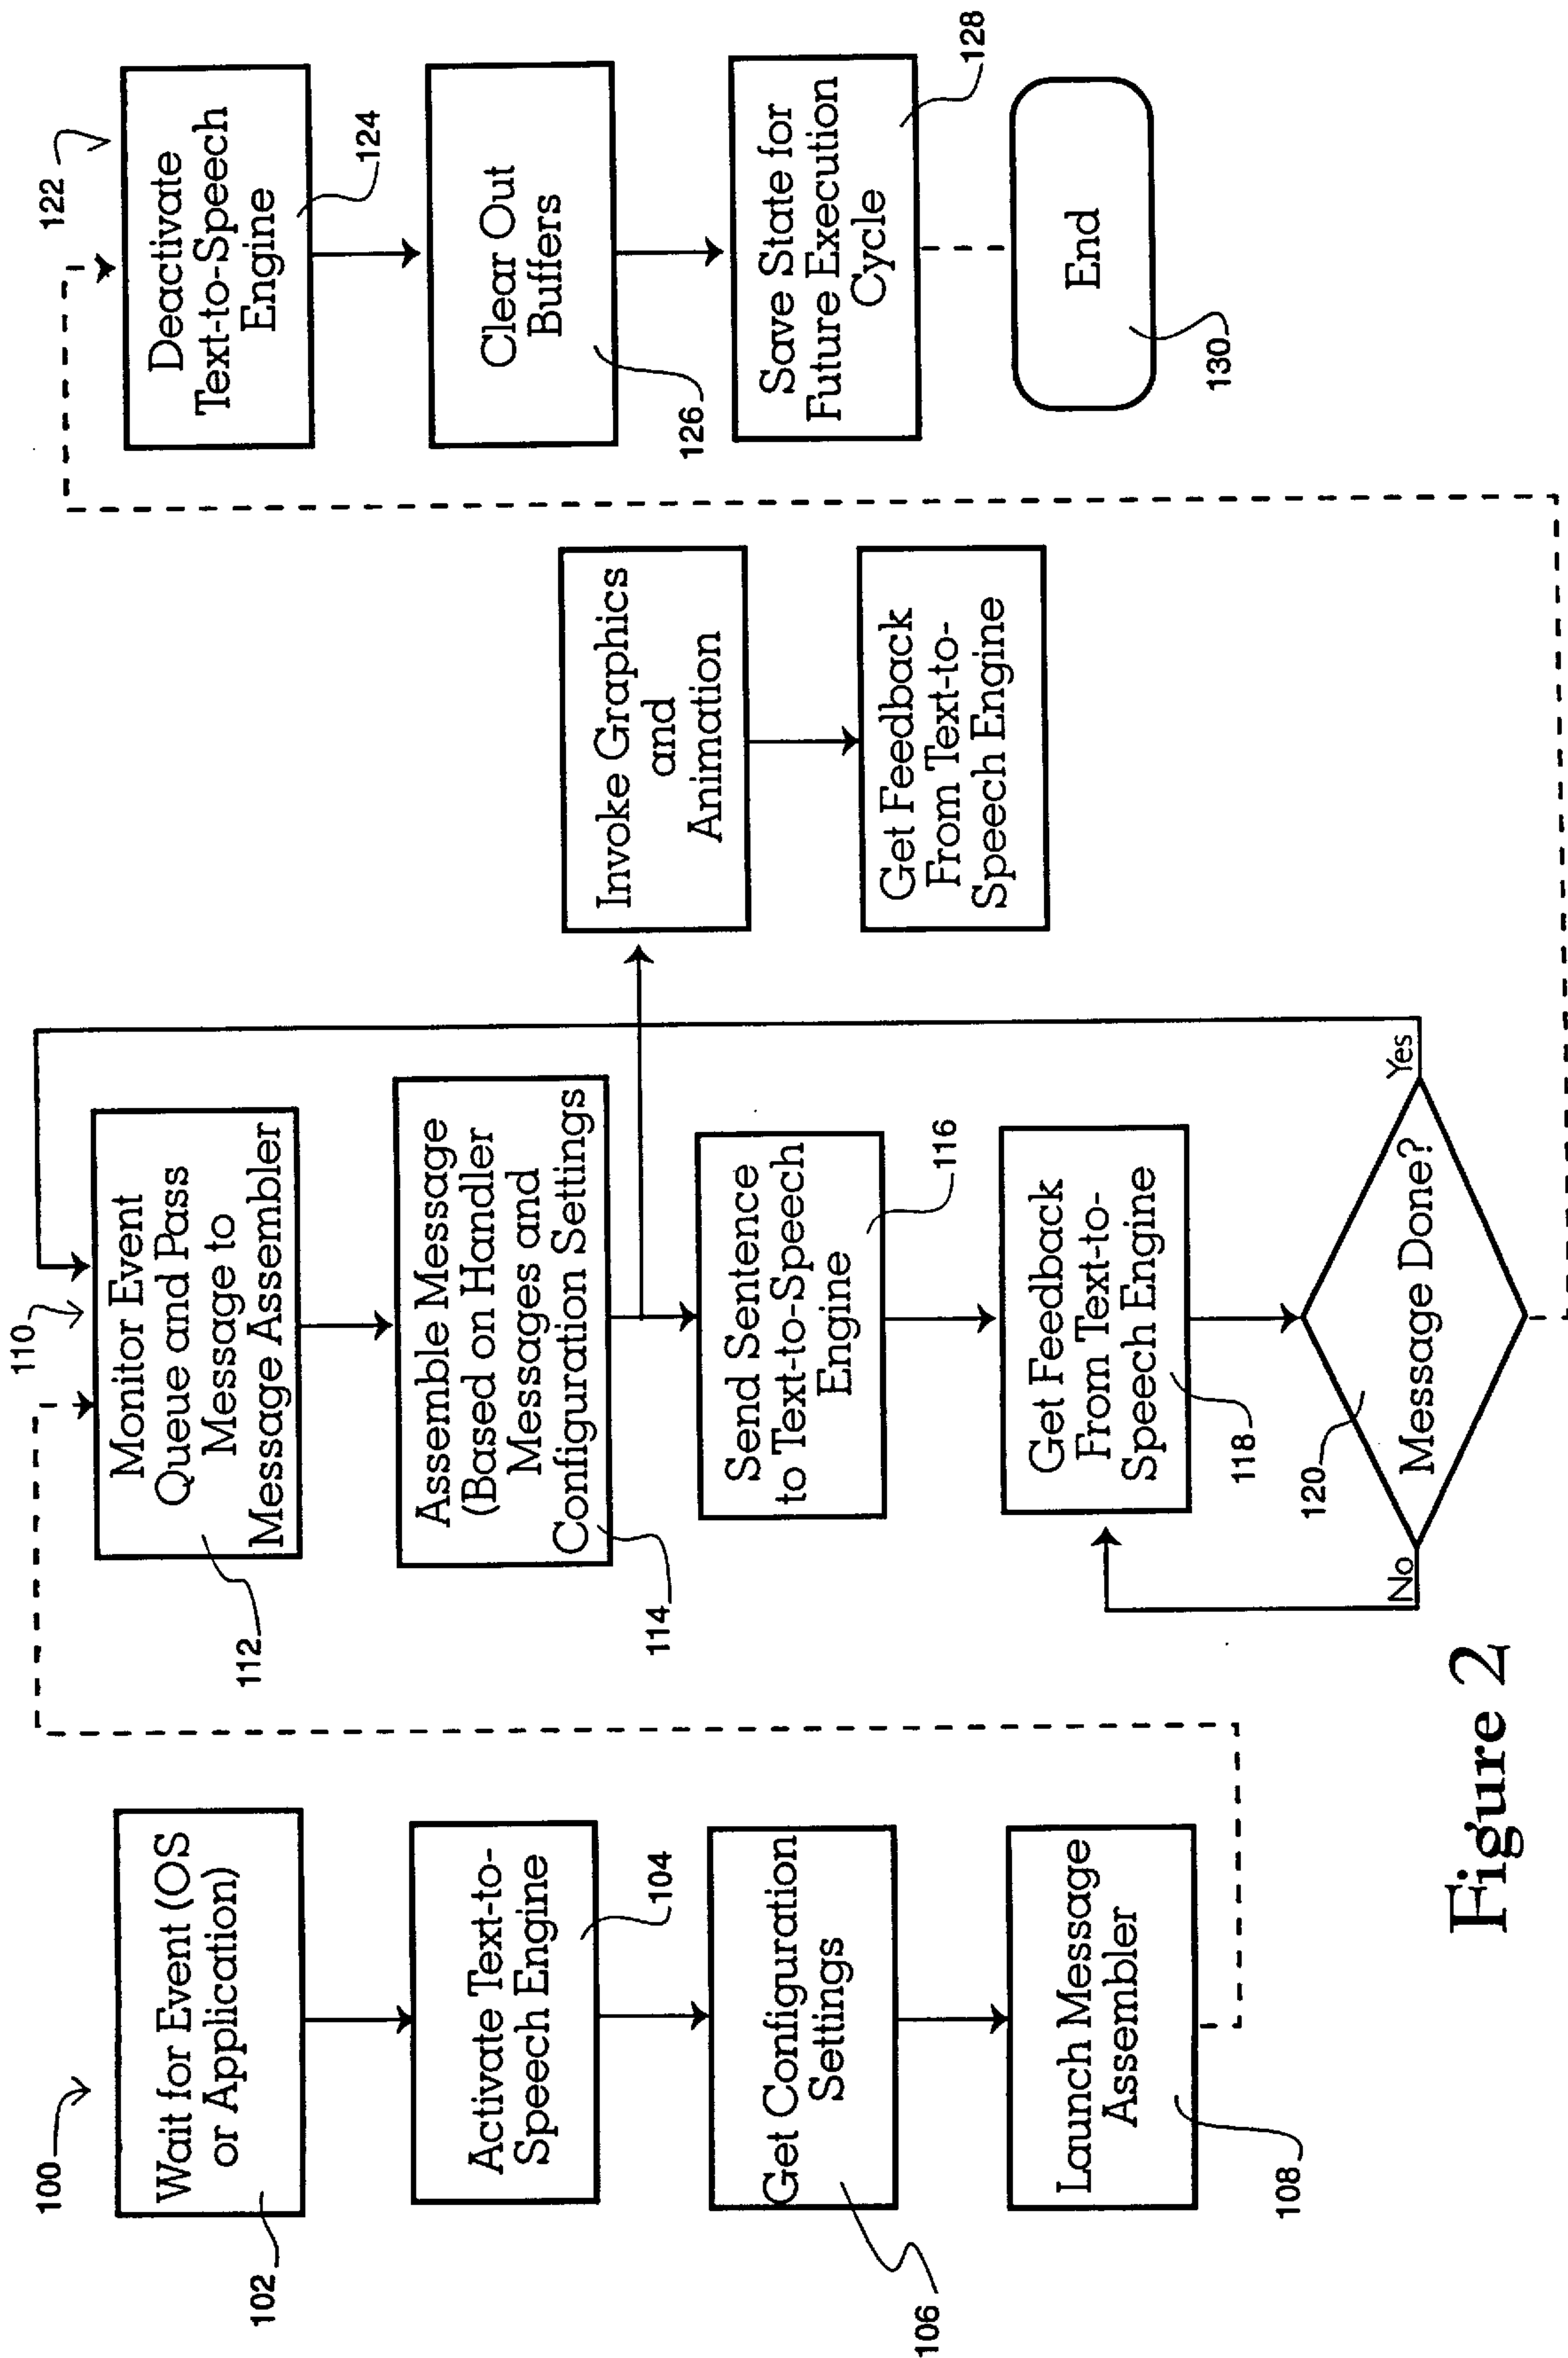 100
Wait for Event (OS
or Application)
102
Activate Text-to-
Speech Engine
104
Get Configuration
Settings
106
Launch Message
Assembler
108
110
Monitor Event
Queue and Pass
Message to
Message Assembler
112
Assemble Message
(Based on Handler
Messages and
Configuration Settings
114
Send Sentence
to Text-to-Speech
Engine
116
Get Feedback
From Text-to-
Speech Engine
118
120
Message Done?
No
Yes
Invoke Graphics
and
Animation
Get Feedback
From Text-to-
Speech Engine
122
Deactivate
Text-to-Speech
Engine
124
Clear Out
Buffers
126
Save State for
Future Execution
Cycle
128
End
130
Figure 2